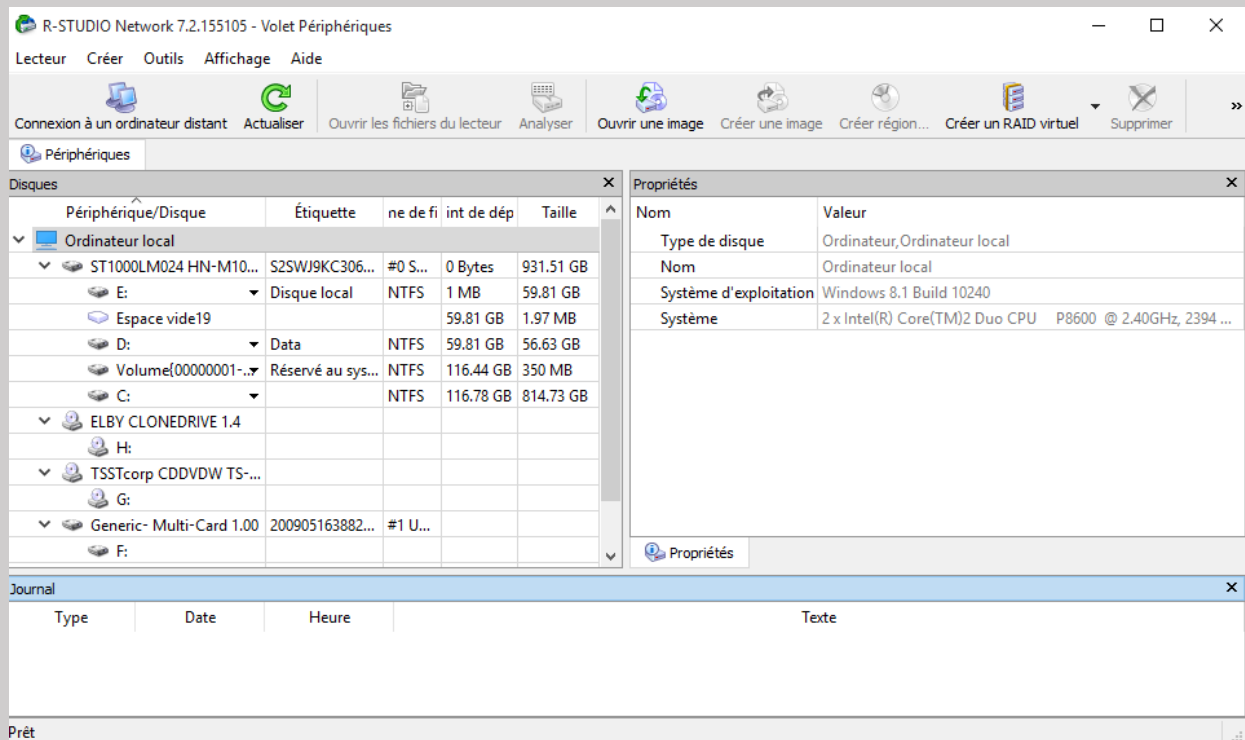 R-STUDIO Network 7.2.155105 - Volet Périphériques
Lecteur Créer Outils Affichage Aide
Connexion à un ordinateur distant Actualiser Ouvrir les fichiers du lecteur Analyser Ouvrir une image Créer une image Créer région... Créer un RAID virtuel Supprimer »
Périphériques
Disques
Périphérique/Disque Étiquette ne de fi int de dép Taille
Ordinateur local
ST1000LM024 HN-M10... S2SWJ9KC306... #0 S... 0 Bytes 931.51 GB
E: Disque local NTFS 1 MB 59.81 GB
Espace vide19 59.81 GB 1.97 MB
D: Data NTFS 59.81 GB 56.63 GB
Volume{00000001-... Réservé au sys... NTFS 116.44 GB 350 MB
C: NTFS 116.78 GB 814.73 GB
ELBY CLONEDRIVE 1.4
H:
TSSTcorp CDDVDW TS-...
G:
Generic- Multi-Card 1.00 200905163882... #1 U...
F:
Propriétés
Nom Valeur
Type de disque Ordinateur,Ordinateur local
Nom Ordinateur local
Système d'exploitation Windows 8.1 Build 10240
Système 2 x Intel(R) Core(TM)2 Duo CPU P8600 @ 2.40GHz, 2394 ...
Propriétés
Journal
Type Date Heure Texte
Prêt